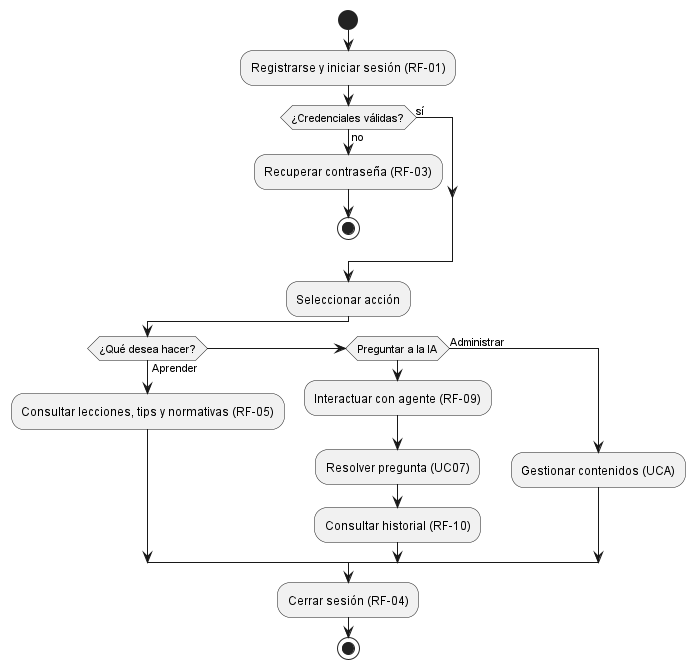 Registrarse y iniciar sesión (RF-01)
¿Credenciales válidas?
sí
no
Recuperar contraseña (RF-03)
Seleccionar acción
¿Qué desea hacer?
Aprender
Preguntar a la IA
Administrar
Consultar lecciones, tips y normativas (RF-05)
Interactuar con agente (RF-09)
Resolver pregunta (UC07)
Consultar historial (RF-10)
Gestionar contenidos (UCA)
Cerrar sesión (RF-04)